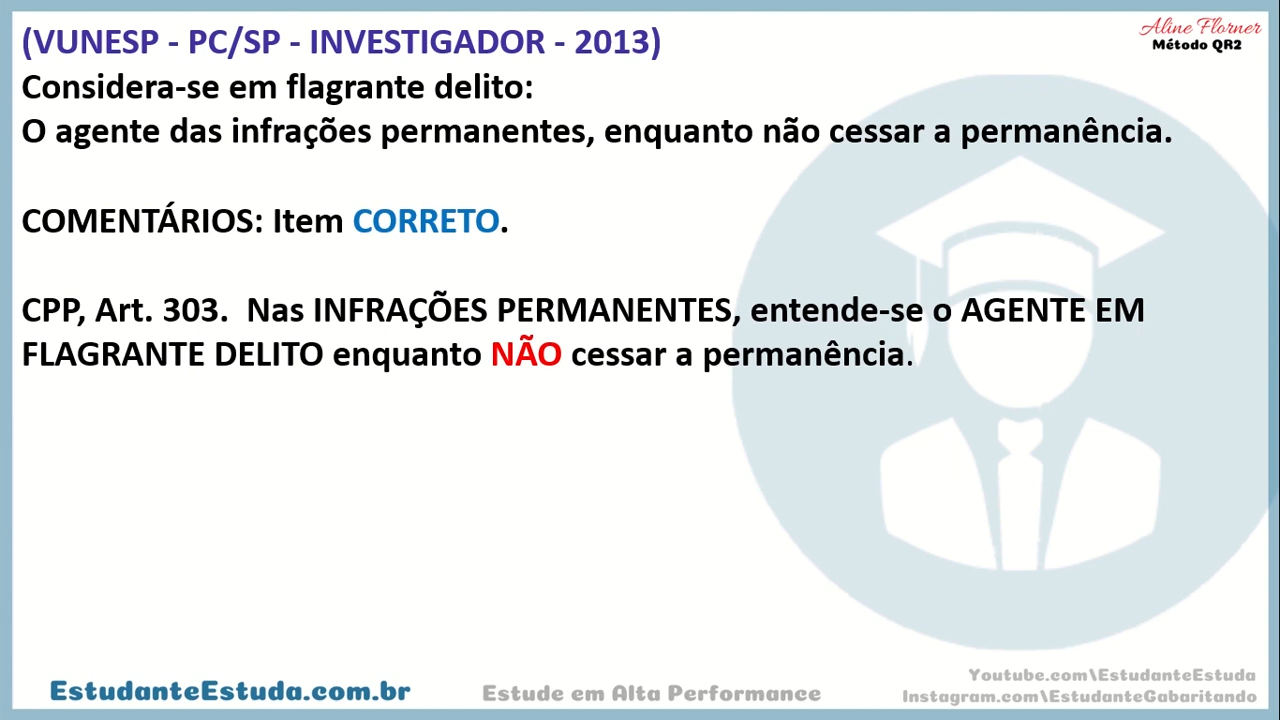 Aline Florner
Método QR2
(VUNESP - PC/SP - INVESTIGADOR - 2013)
Considera-se em flagrante delito:
O agente das infrações permanentes, enquanto não cessar a permanência.
COMENTÁRIOS: Item CORRETO.
CPP, Art. 303.  Nas INFRAÇÕES PERMANENTES, entende-se o AGENTE EM
FLAGRANTE DELITO enquanto NÃO cessar a permanência.
EstudanteEstuda.com.br
Estude em Alta Performance
Youtube.com\EstudanteEstuda
Instagram.com\EstudanteGabaritando